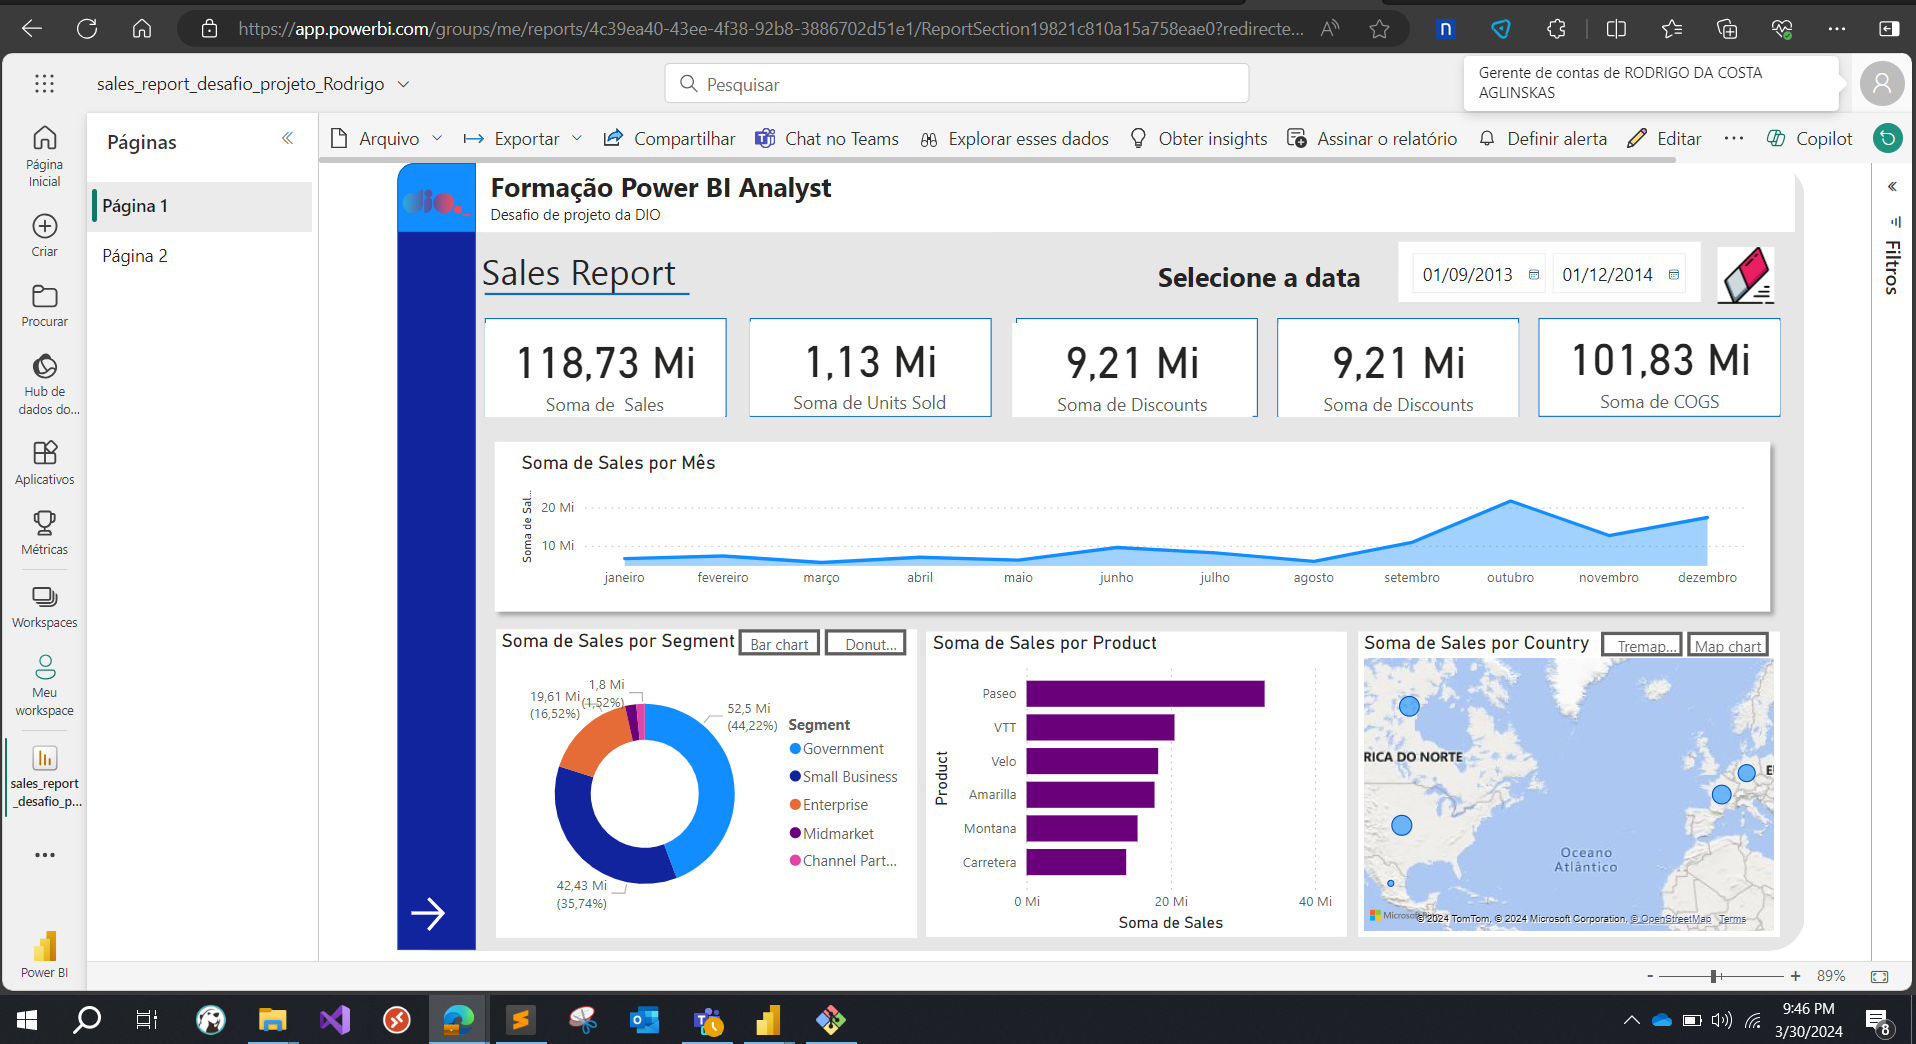 https://app.powerbi.com/groups/me/reports/4c39ea40-43ee-4f38-92b8-3886702d51e1/ReportSection19821c810a15a758eae0?redirecte...
sales_report_desafio_projeto_Rodrigo
Pesquisar
Gerente de contas de RODRIGO DA COSTA
AGLINSKAS
Página
Inicial
Criar
Procurar
Hub de
dados do...
Aplicativos
Métricas
Workspaces
Meu
workspace
sales_report
_desafio_p...
Power BI
Páginas
Página 1
Página 2
Arquivo
Exportar
Compartilhar
Chat no Teams
Explorar esses dados
Obter insights
Assinar o relatório
Definir alerta
Editar
Copilot
Filtros
dio.
Formação Power BI Analyst
Desafio de projeto da DIO
Sales Report
Selecione a data
01/09/2013
01/12/2014
118,73 Mi
Soma de  Sales
1,13 Mi
Soma de Units Sold
9,21 Mi
Soma de Discounts
9,21 Mi
Soma de Discounts
101,83 Mi
Soma de COGS
Soma de Sales por Mês
Soma de Sal...
20 Mi
10 Mi
janeiro
fevereiro
março
abril
maio
junho
julho
agosto
setembro
outubro
novembro
dezembro
Soma de Sales por Segment
Bar chart
Donut...
1,8 Mi
(1,52%)
19,61 Mi
(16,52%)
52,5 Mi
(44,22%)
42,43 Mi
(35,74%)
Segment
Government
Small Business
Enterprise
Midmarket
Channel Part...
Soma de Sales por Product
Product
Paseo
VTT
Velo
Amarilla
Montana
Carretera
0 Mi
20 Mi
40 Mi
Soma de Sales
Soma de Sales por Country
Tremap...
Map chart
RICA DO NORTE
Oceano
Atlântico
© 2024 TomTom, © 2024 Microsoft Corporation, © OpenStreetMap Terms
- + 89%
9:46 PM
3/30/2024
8